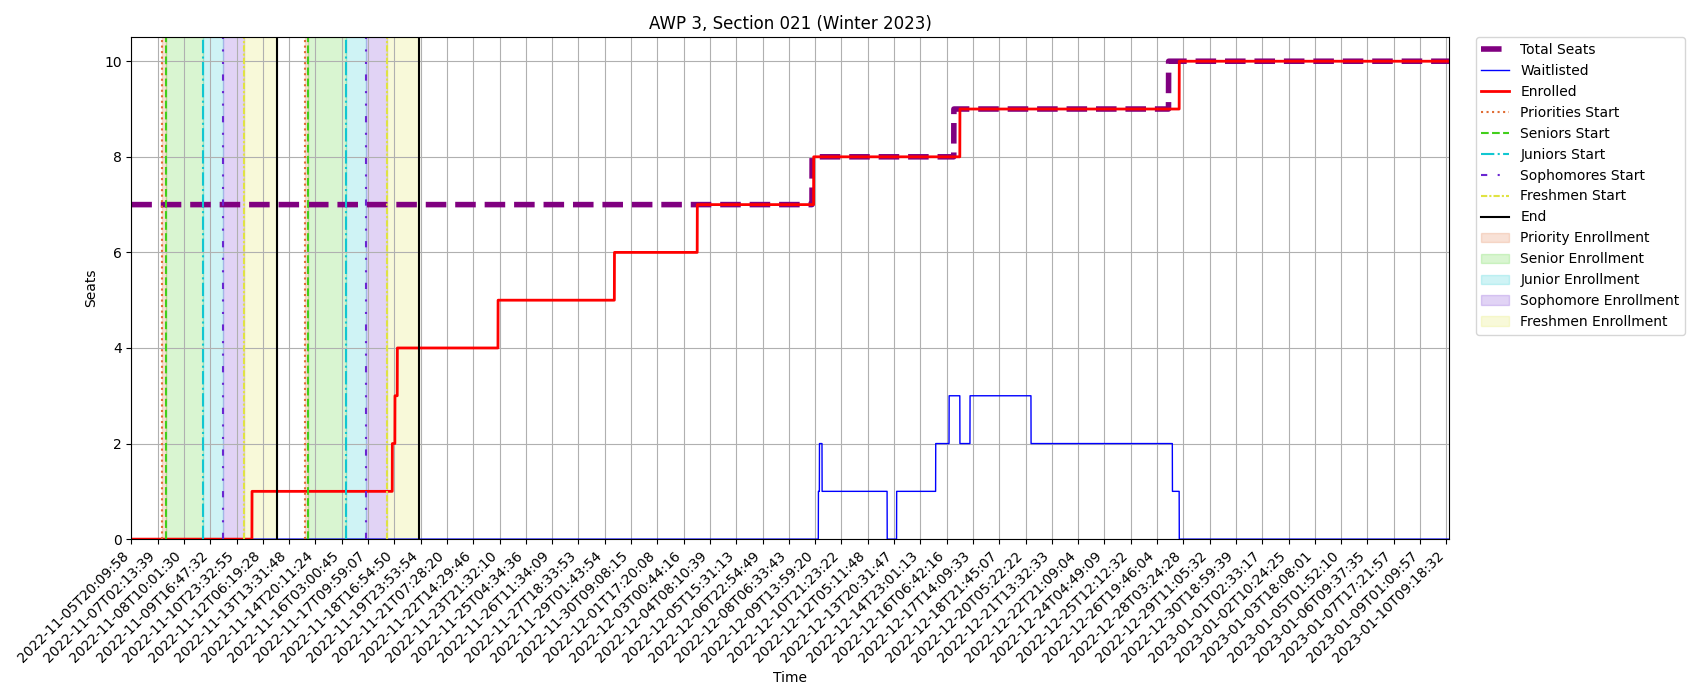 AWP 3, Section 021 (Winter 2023)
10
8
6
4
2
0
Seats
2022-11-05T20:09:58
2022-11-07T02:13:39
2022-11-08T10:01:30
2022-11-09T16:47:32
2022-11-10T23:32:55
2022-11-12T06:19:28
2022-11-13T13:31:48
2022-11-14T20:11:24
2022-11-16T03:00:45
2022-11-17T09:59:07
2022-11-18T16:54:50
2022-11-19T23:53:54
2022-11-21T07:28:20
2022-11-22T14:29:46
2022-11-23T21:32:10
2022-11-25T04:34:36
2022-11-26T11:34:09
2022-11-27T18:33:53
2022-11-29T01:43:54
2022-11-30T09:08:15
2022-12-01T17:20:08
2022-12-03T00:44:16
2022-12-04T08:10:39
2022-12-05T15:31:13
2022-12-06T22:54:49
2022-12-08T06:33:43
2022-12-09T13:59:20
2022-12-10T21:23:22
2022-12-12T05:11:48
2022-12-13T20:31:47
2022-12-14T23:01:13
2022-12-16T06:42:16
2022-12-17T14:09:33
2022-12-18T21:45:07
2022-12-20T05:22:22
2022-12-21T13:32:33
2022-12-22T21:09:04
2022-12-24T04:49:09
2022-12-25T12:12:32
2022-12-26T19:46:04
2022-12-28T03:24:28
2022-12-29T11:05:32
2022-12-30T18:59:39
2023-01-01T02:33:17
2023-01-02T10:24:25
2023-01-03T18:08:01
2023-01-05T01:52:10
2023-01-06T09:37:35
2023-01-07T17:21:57
2023-01-09T01:09:57
2023-01-10T09:18:32
Time
Total Seats
Waitlisted
Enrolled
Priorities Start
Seniors Start
Juniors Start
Sophomores Start
Freshmen Start
End
Priority Enrollment
Senior Enrollment
Junior Enrollment
Sophomore Enrollment
Freshmen Enrollment